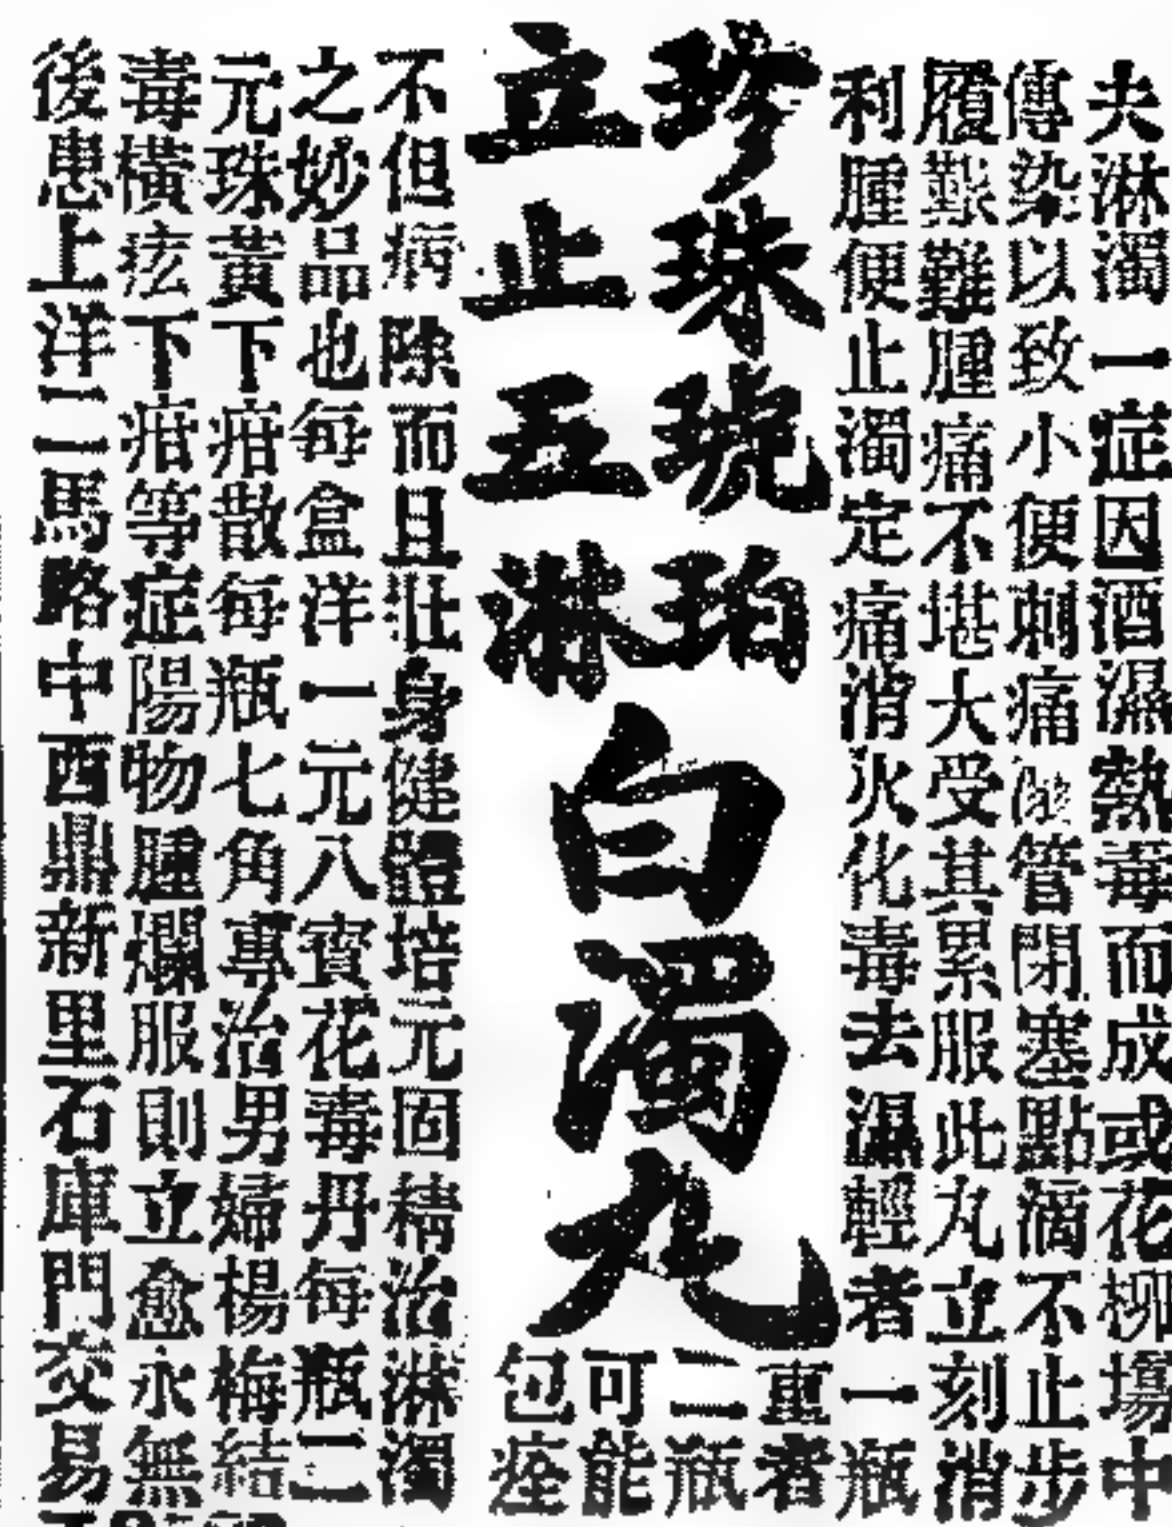 夫淋濁一症因酒濕熱毒而成或花柳塲中
傳染以致小便刺痛 管閉塞點滴不止步
履艱難腫痛不堪大受其累服此丸立刻消
利腫便止濁定痛消火化毒去濕輕者一瓶
重者
二瓶
可能
包痊
珍珠琥珀
立止五淋
白濁丸
不但病除而且壯身健體培元固精治淋濁
之妙品也每盒洋一元八寳花毒丹每瓶二
元珠黃下疳散每瓶七角專治男婦楊梅結
毒橫痃下疳等症陽物腫爛服則立愈永無
後患上洋二馬路中西鼎新里石庫門交易